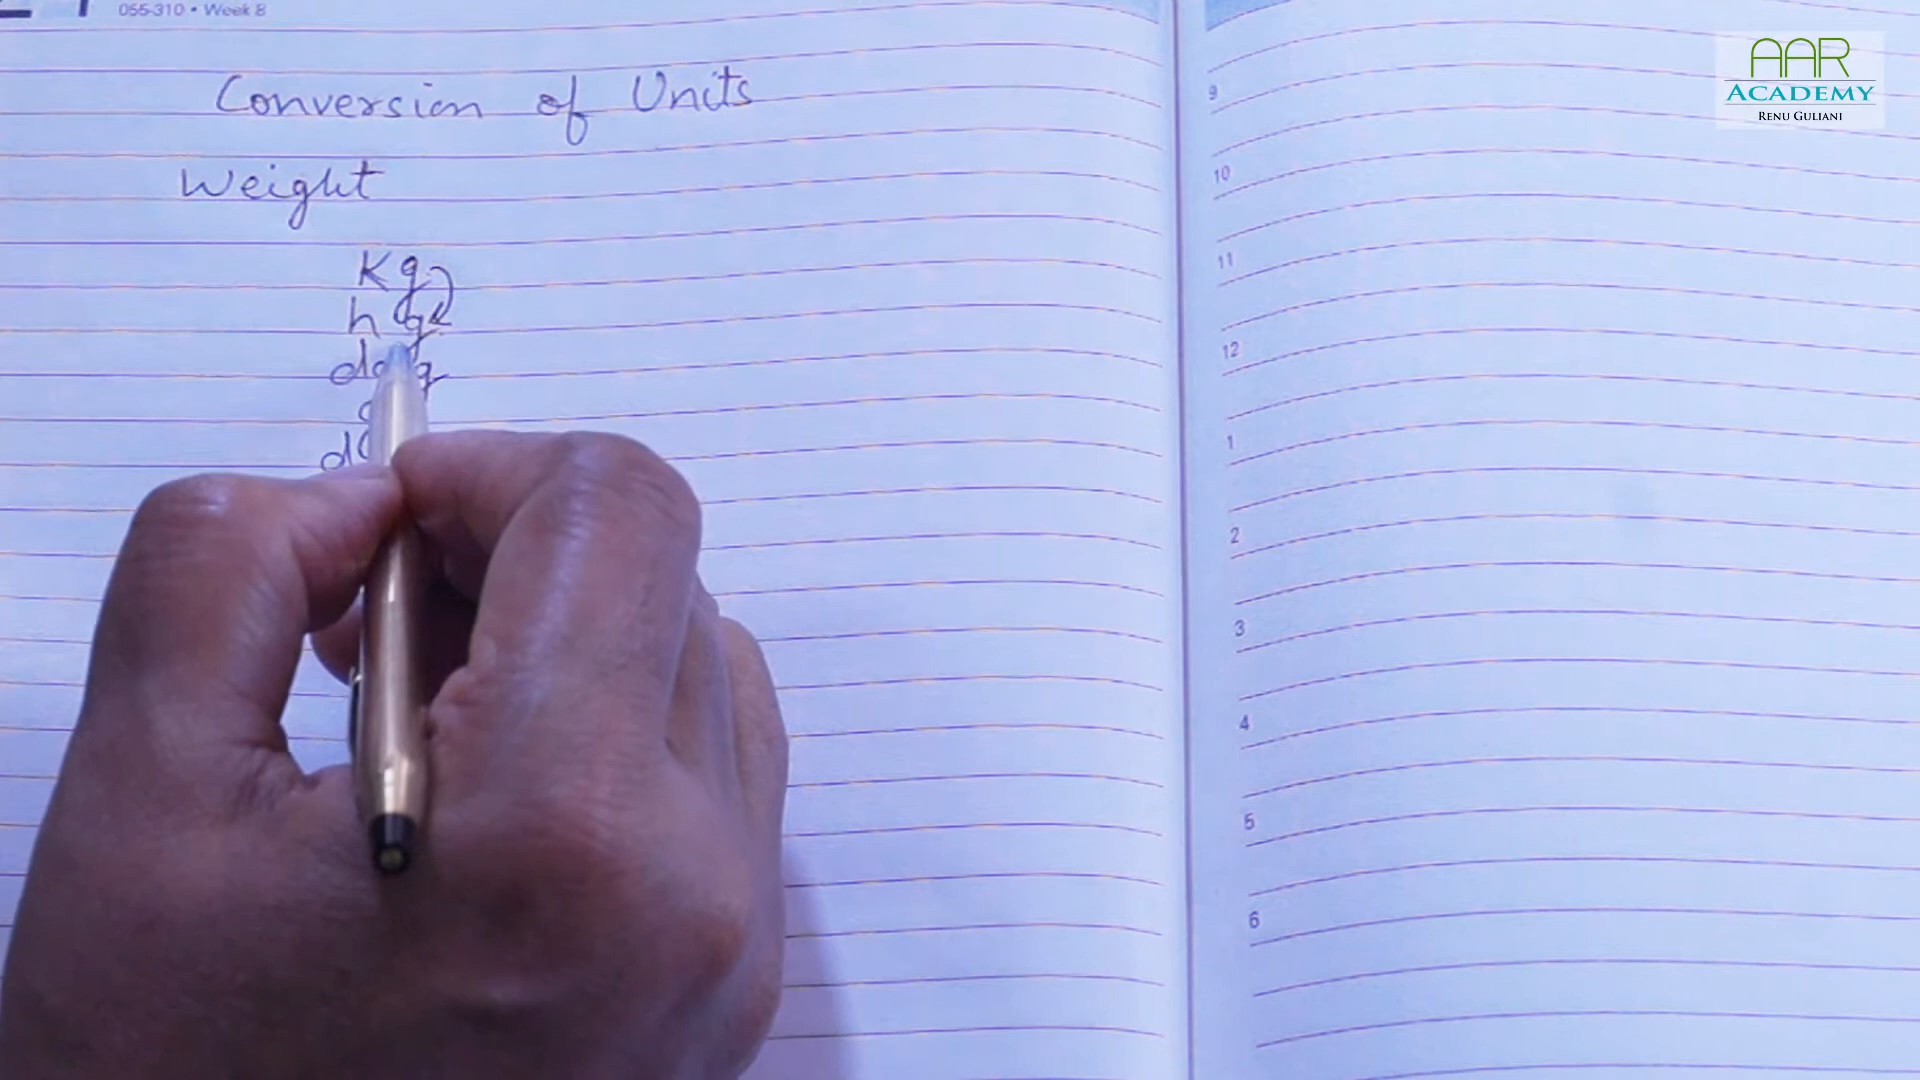 055-310 • Week 8
Conversion of Units
Weight
Kg
hg
dag
AAR
ACADEMY
RENU GULIANI
9
10
11
12
1
2
3
4
5
6